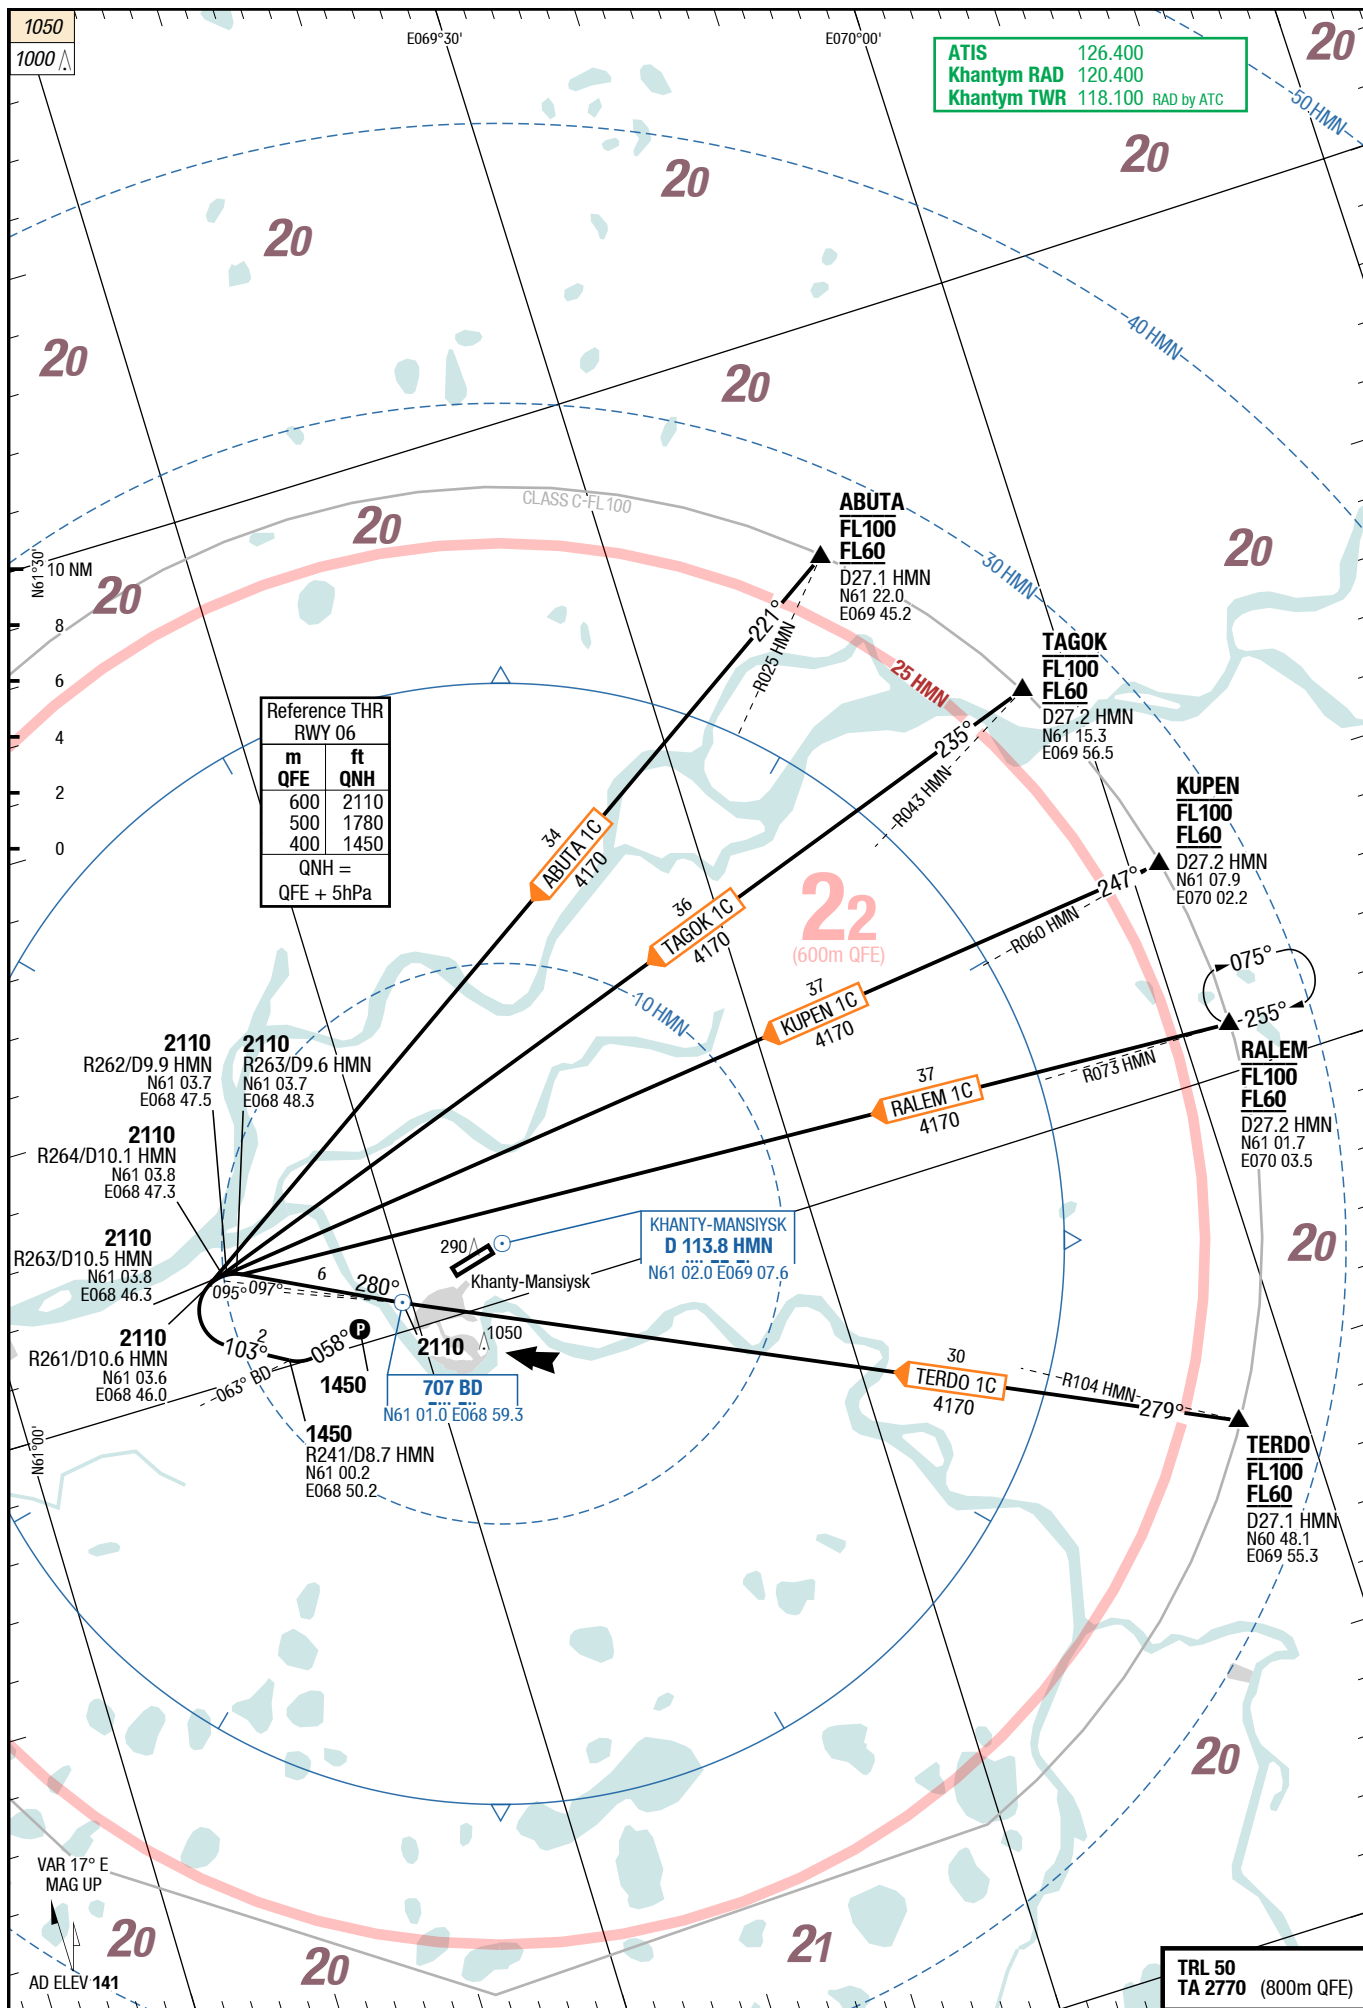 1050
1000
E069°30'
E070°00'
ATIS 126.400
Khantym RAD 120.400
Khantym TWR 118.100 RAD by ATC
20
50 HMN
20
20
20
40 HMN
20
20
CLASS C-FL100
20
20
20
N61°30'
10 NM
8
6
4
2
0
ABUTA
FL100
FL60
D27.1 HMN
N61 22.0
E069 45.2
30 HMN
221°
R025 HMN
25 HMN
TAGOK
FL100
FL60
D27.2 HMN
N61 15.3
E069 56.5
235°
R043 HMN
Reference THR
RWY 06
m ft
QFE QNH
600 2110
500 1780
400 1450
QNH =
QFE + 5hPa
KUPEN
FL100
FL60
D27.2 HMN
N61 07.9
E070 02.2
247°
R060 HMN
34
ABUTA 1C
4170
36
TAGOK 1C
4170
22
(600m QFE)
37
KUPEN 1C
4170
075°
255°
RALEM
FL100
FL60
D27.2 HMN
N61 01.7
E070 03.5
R073 HMN
37
RALEM 1C
4170
10 HMN
2110
R262/D9.9 HMN
N61 03.7
E068 47.5
2110
R263/D9.6 HMN
N61 03.7
E068 48.3
2110
R264/D10.1 HMN
N61 03.8
E068 47.3
2110
R263/D10.5 HMN
N61 03.8
E068 46.3
2110
R261/D10.6 HMN
N61 03.6
E068 46.0
095°
097°
6
280°
290
Khanty-Mansiysk
KHANTY-MANSIYSK
D 113.8 HMN
N61 02.0 E069 07.6
20
103°
2
058°
P
063° BD
1450
2110
1050
707 BD
N61 01.0 E068 59.3
1450
R241/D8.7 HMN
N61 00.2
E068 50.2
N61°00'
30
TERDO 1C
4170
R104 HMN
279°
TERDO
FL100
FL60
D27.1 HMN
N60 48.1
E069 55.3
20
VAR 17° E
MAG UP
AD ELEV 141
20
20
21
TRL 50
TA 2770 (800m QFE)